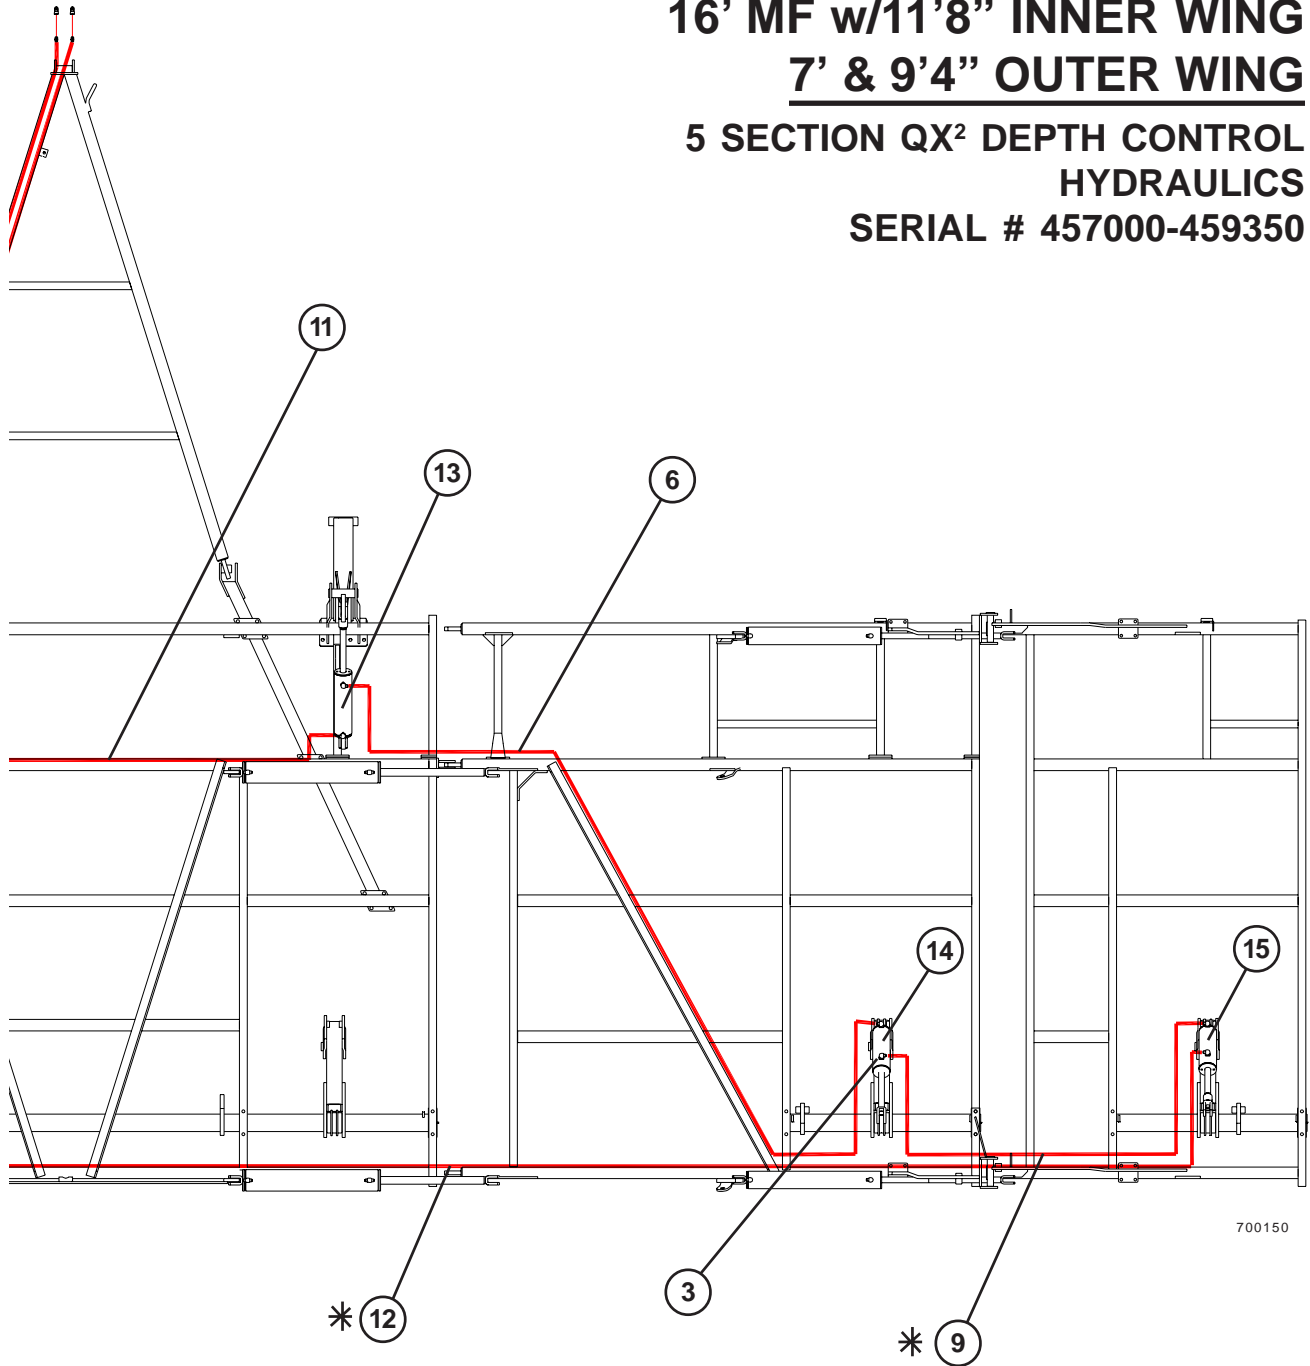 16’ MF w/11’8” INNER WING
7’ & 9’4” OUTER WING
5 SECTION QX² DEPTH CONTROL
HYDRAULICS
SERIAL # 457000-459350
11
13
6
14
15
700150
3
* 12
* 9